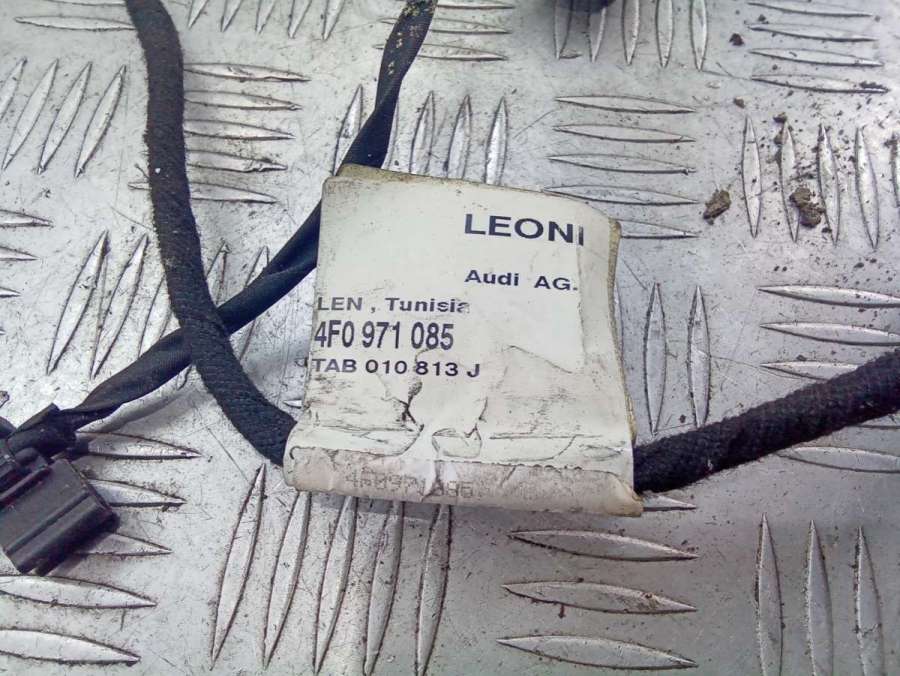 LEONI
Audi AG.
LEN , Tunisia
4F0 971 085
TAB 010 813 J